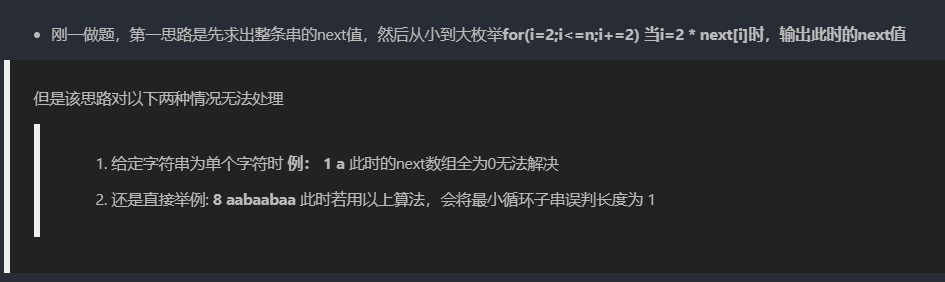 刚一做题，第一思路是先求出整条串的next值，然后从小到大枚举for(i=2;i<=n;i+=2) 当i=2 * next[i]时，输出此时的next值
但是该思路对以下两种情况无法处理
1. 给定字符串为单个字符时 例： 1 a 此时的next数组全为0无法解决
2. 还是直接举例: 8 aabaabaa 此时若用以上算法，会将最小循环子串误判长度为 1